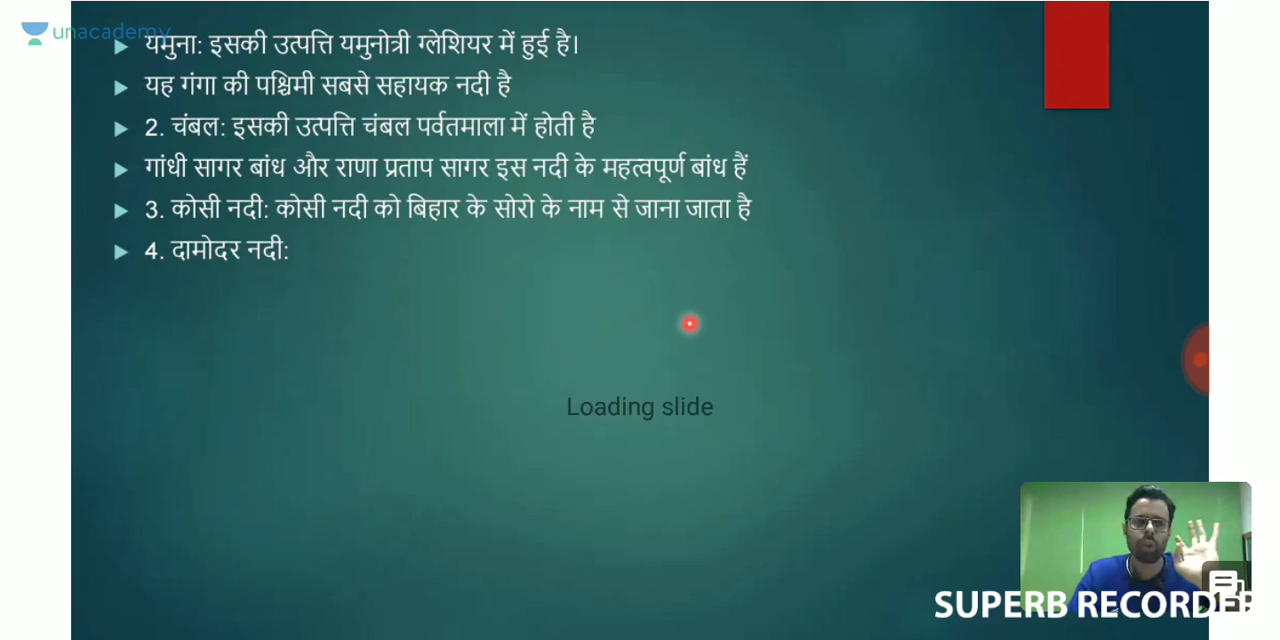 unacademy
यमुना: इसकी उत्पत्ति यमुनोत्री ग्लेशियर में हुई है।
यह गंगा की पश्चिमी सबसे सहायक नदी है
2. चंबल: इसकी उत्पत्ति चंबल पर्वतमाला में होती है
गांधी सागर बांध और राणा प्रताप सागर इस नदी के महत्वपूर्ण बांध हैं
3. कोसी नदी: कोसी नदी को बिहार के सोरो के नाम से जाना जाता है
4. दामोदर नदी:
Loading slide
SUPERB RECORDER